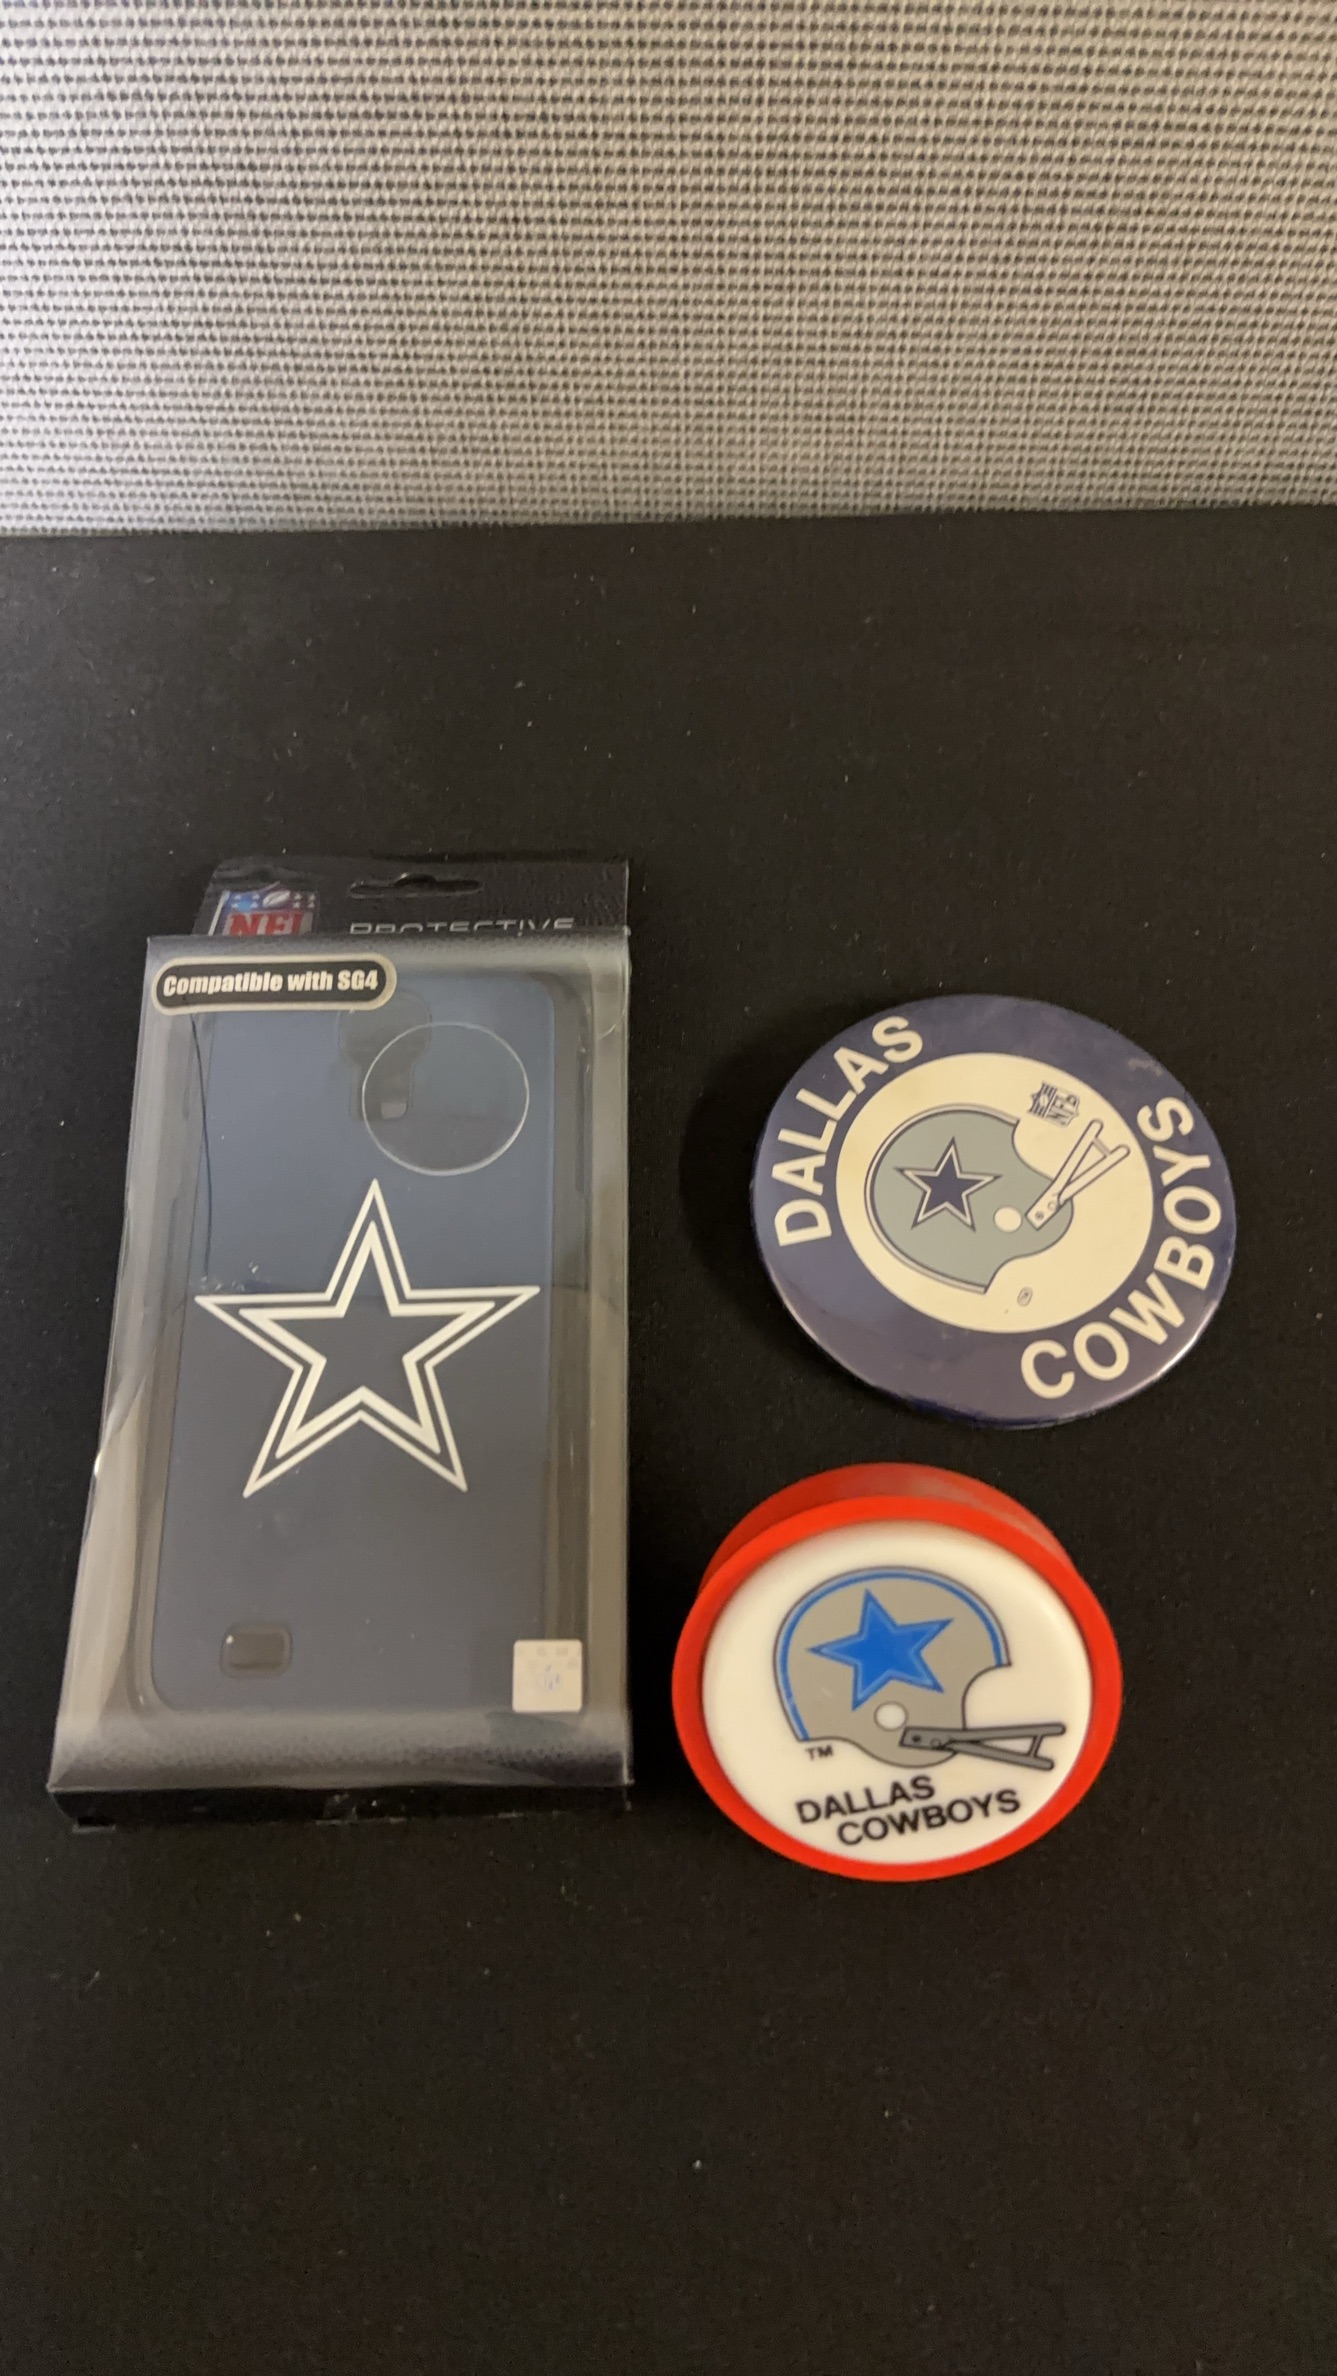 NFL
PROTECTIVE
Compatible with SG4
DALLAS
COWBOYS
NFL
TM
DALLAS
COWBOYS